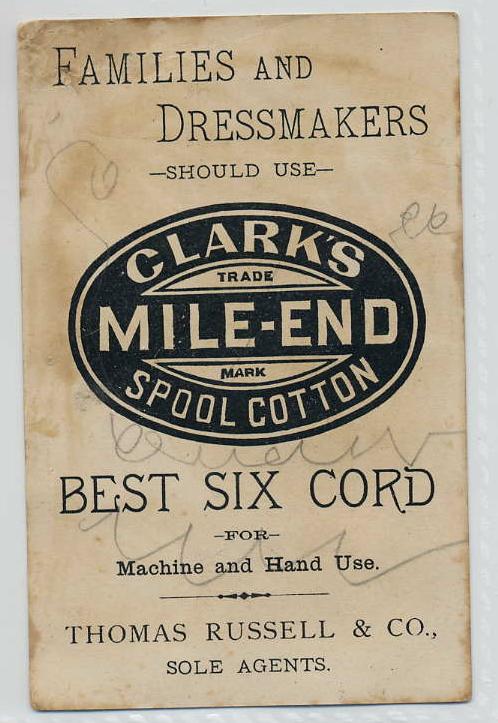 FAMILIES AND
DRESSMAKERS
—SHOULD USE—
CLARK'S
TRADE
MILE-END
MARK
SPOOL COTTON
BEST SIX CORD
—FOR—
Machine and Hand Use.
THOMAS RUSSELL & CO.,
SOLE AGENTS.